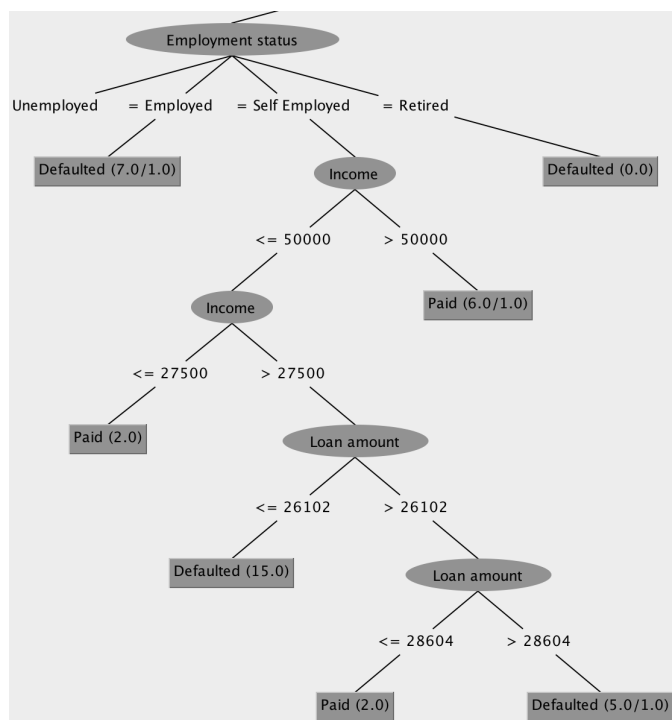 Employment status
Unemployed = Employed = Self Employed = Retired
Defaulted (7.0/1.0) Income Defaulted (0.0)
<= 50000 > 50000
Income Paid (6.0/1.0)
<= 27500 > 27500
Paid (2.0) Loan amount
<= 26102 > 26102
Defaulted (15.0) Loan amount
<= 28604 > 28604
Paid (2.0) Defaulted (5.0/1.0)